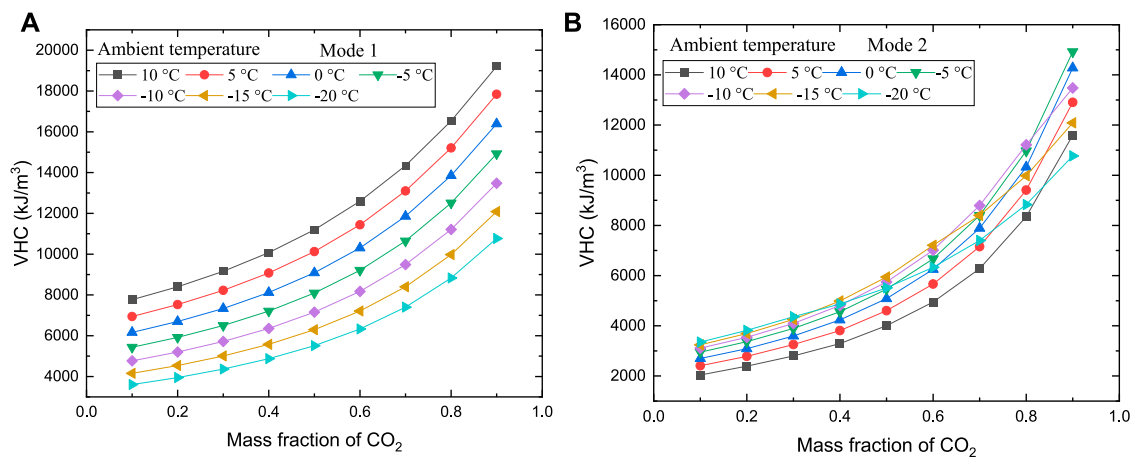 A
Ambient temperature Mode 1
10 °C 5 °C 0 °C -5 °C
-10 °C -15 °C -20 °C
VHC (kJ/m³)
20000
18000
16000
14000
12000
10000
8000
6000
4000
0.0 0.2 0.4 0.6 0.8 1.0
Mass fraction of CO₂
B
Ambient temperature Mode 2
10 °C 5 °C 0 °C -5 °C
-10 °C -15 °C -20 °C
VHC (kJ/m³)
16000
14000
12000
10000
8000
6000
4000
2000
0.0 0.2 0.4 0.6 0.8 1.0
Mass fraction of CO₂